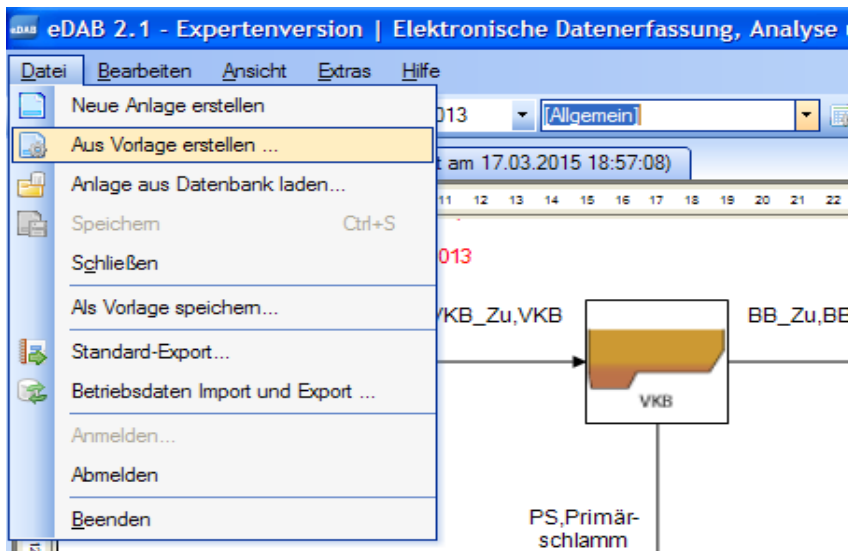 eDAB eDAB 2.1 - Expertenversion | Elektronische Datenerfassung, Analyse
Datei Bearbeiten Ansicht Extras Hilfe
Neue Anlage erstellen
013 [Allgemein]
Aus Vorlage erstellen ...
t am 17.03.2015 18:57:08)
Anlage aus Datenbank laden...
11 12 13 14 15 16 17 18 19 20 21 22
Speichern Ctrl+S
Schließen
013
Als Vorlage speichern...
VKB_Zu,VKB
BB_Zu,BB
Standard-Export...
Betriebsdaten Import und Export ...
VKB
Anmelden...
Abmelden
Beenden
PS,Primär-
schlamm